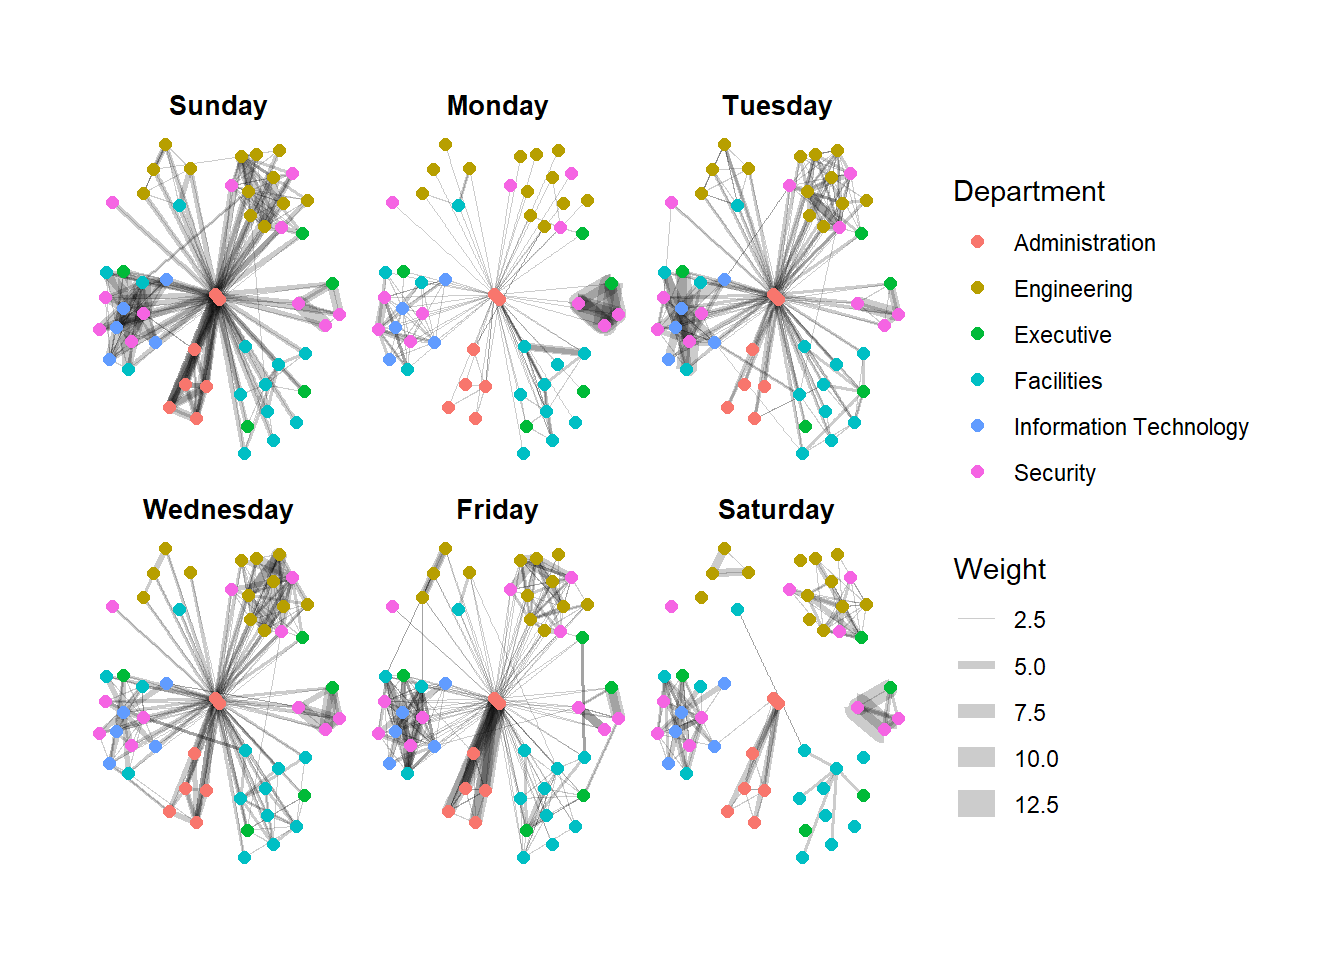 Sunday
Monday
Tuesday
Wednesday
Friday
Saturday
Department
Administration
Engineering
Executive
Facilities
Information Technology
Security
Weight
2.5
5.0
7.5
10.0
12.5